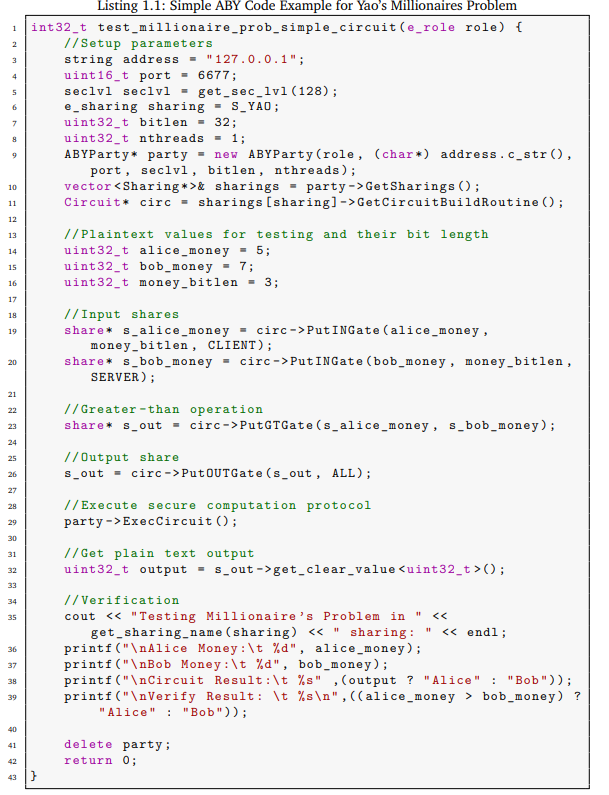 Listing 1.1: Simple ABY Code Example for Yao's Millionaires Problem
1 int32_t test_millionaire_prob_simple_circuit(e_role role) {
2 //Setup parameters
3 string address = "127.0.0.1";
4 uint16_t port = 6677;
5 seclvl seclvl = get_sec_lvl(128);
6 e_sharing sharing = S_YAO;
7 uint32_t bitlen = 32;
8 uint32_t nthreads = 1;
9 ABYParty* party = new ABYParty(role, (char*) address.c_str(),
port, seclvl, bitlen, nthreads);
10 vector<Sharing*>& sharings = party->GetSharings();
11 Circuit* circ = sharings[sharing]->GetCircuitBuildRoutine();
12
13 //Plaintext values for testing and their bit length
14 uint32_t alice_money = 5;
15 uint32_t bob_money = 7;
16 uint32_t money_bitlen = 3;
17
18 //Input shares
19 share* s_alice_money = circ->PutINGate(alice_money,
money_bitlen, CLIENT);
20 share* s_bob_money = circ->PutINGate(bob_money, money_bitlen,
SERVER);
21
22 //Greater-than operation
23 share* s_out = circ->PutGTGate(s_alice_money, s_bob_money);
24
25 //Output share
26 s_out = circ->PutOUTGate(s_out, ALL);
27
28 //Execute secure computation protocol
29 party->ExecCircuit();
30
31 //Get plain text output
32 uint32_t output = s_out->get_clear_value<uint32_t>();
33
34 //Verification
35 cout << "Testing Millionaire's Problem in " <<
get_sharing_name(sharing) << " sharing: " << endl;
36 printf("\nAlice Money:\t %d", alice_money);
37 printf("\nBob Money:\t %d", bob_money);
38 printf("\nCircuit Result:\t %s" ,(output ? "Alice" : "Bob"));
39 printf("\nVerify Result: \t %s\n",((alice_money > bob_money) ?
"Alice" : "Bob"));
40
41 delete party;
42 return 0;
43 }